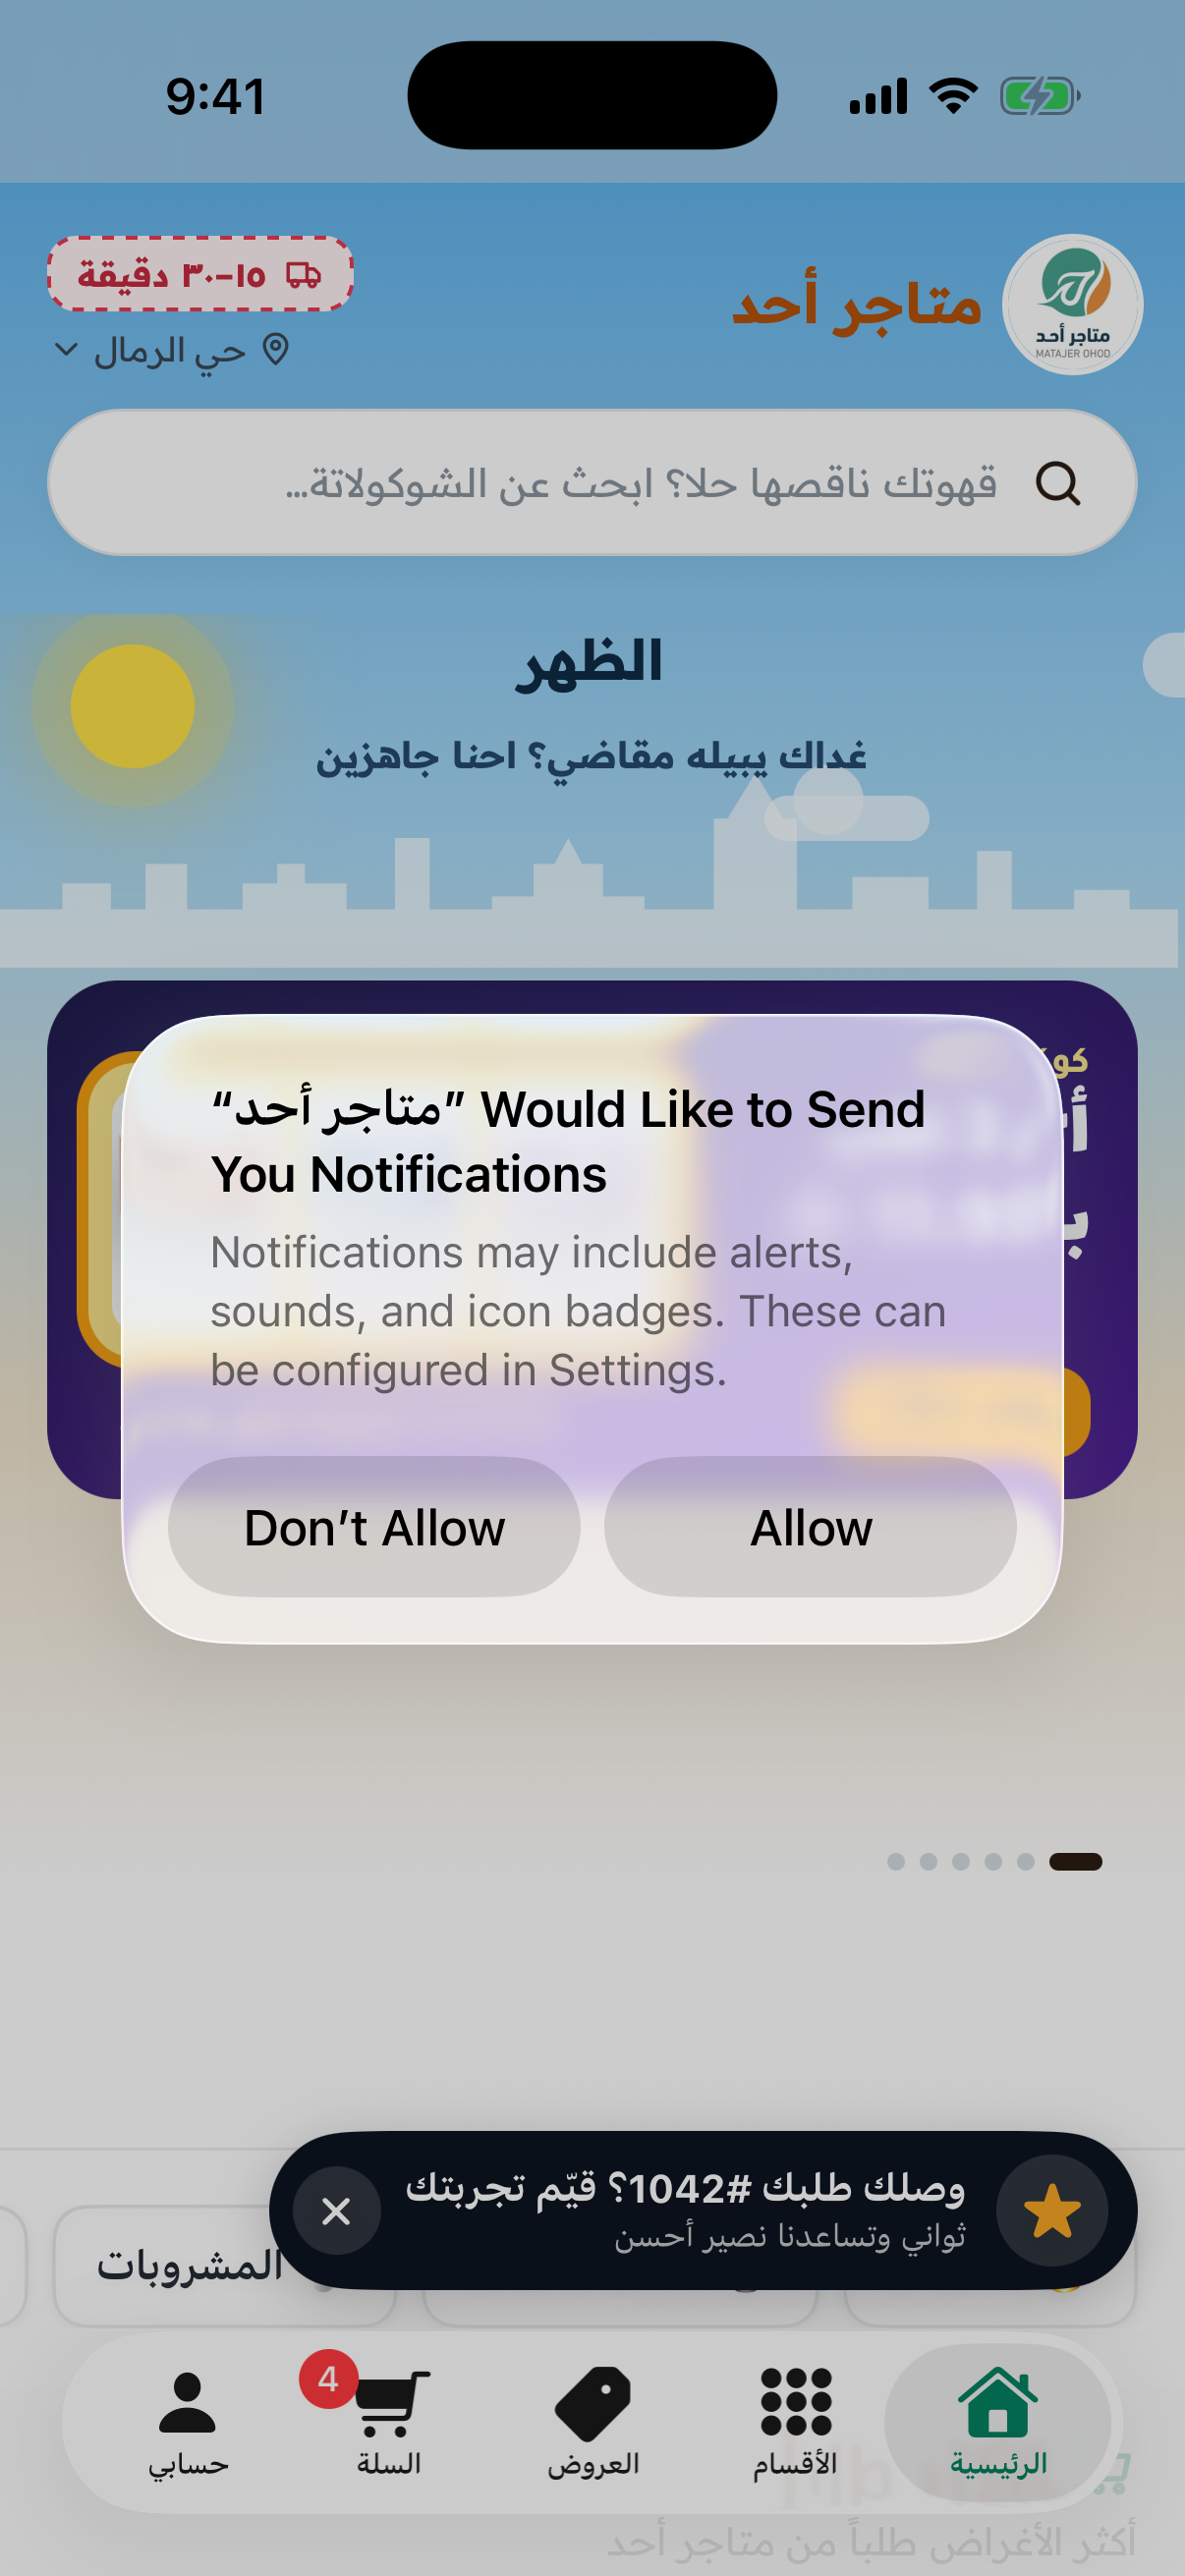 9:41
متاجر أحد
MATAJER OHOD
متاجر أحد
١٥-٣٠ دقيقة
حي الرمال
قهوتك ناقصها حلا؟ ابحث عن الشوكولاتة...
الظهر
غداك يبيله مقاضي؟ احنا جاهزين
“متاجر أحد” Would Like to Send
You Notifications
Notifications may include alerts,
sounds, and icon badges. These can
be configured in Settings.
Don’t Allow
Allow
وصلك طلبك #1042؟ قيّم تجربتك
ثواني وتساعدنا نصير أحسن
المشروبات
الرئيسية
الأقسام
العروض
4
السلة
حسابي
أكثر الأغراض طلباً من متاجر أحد